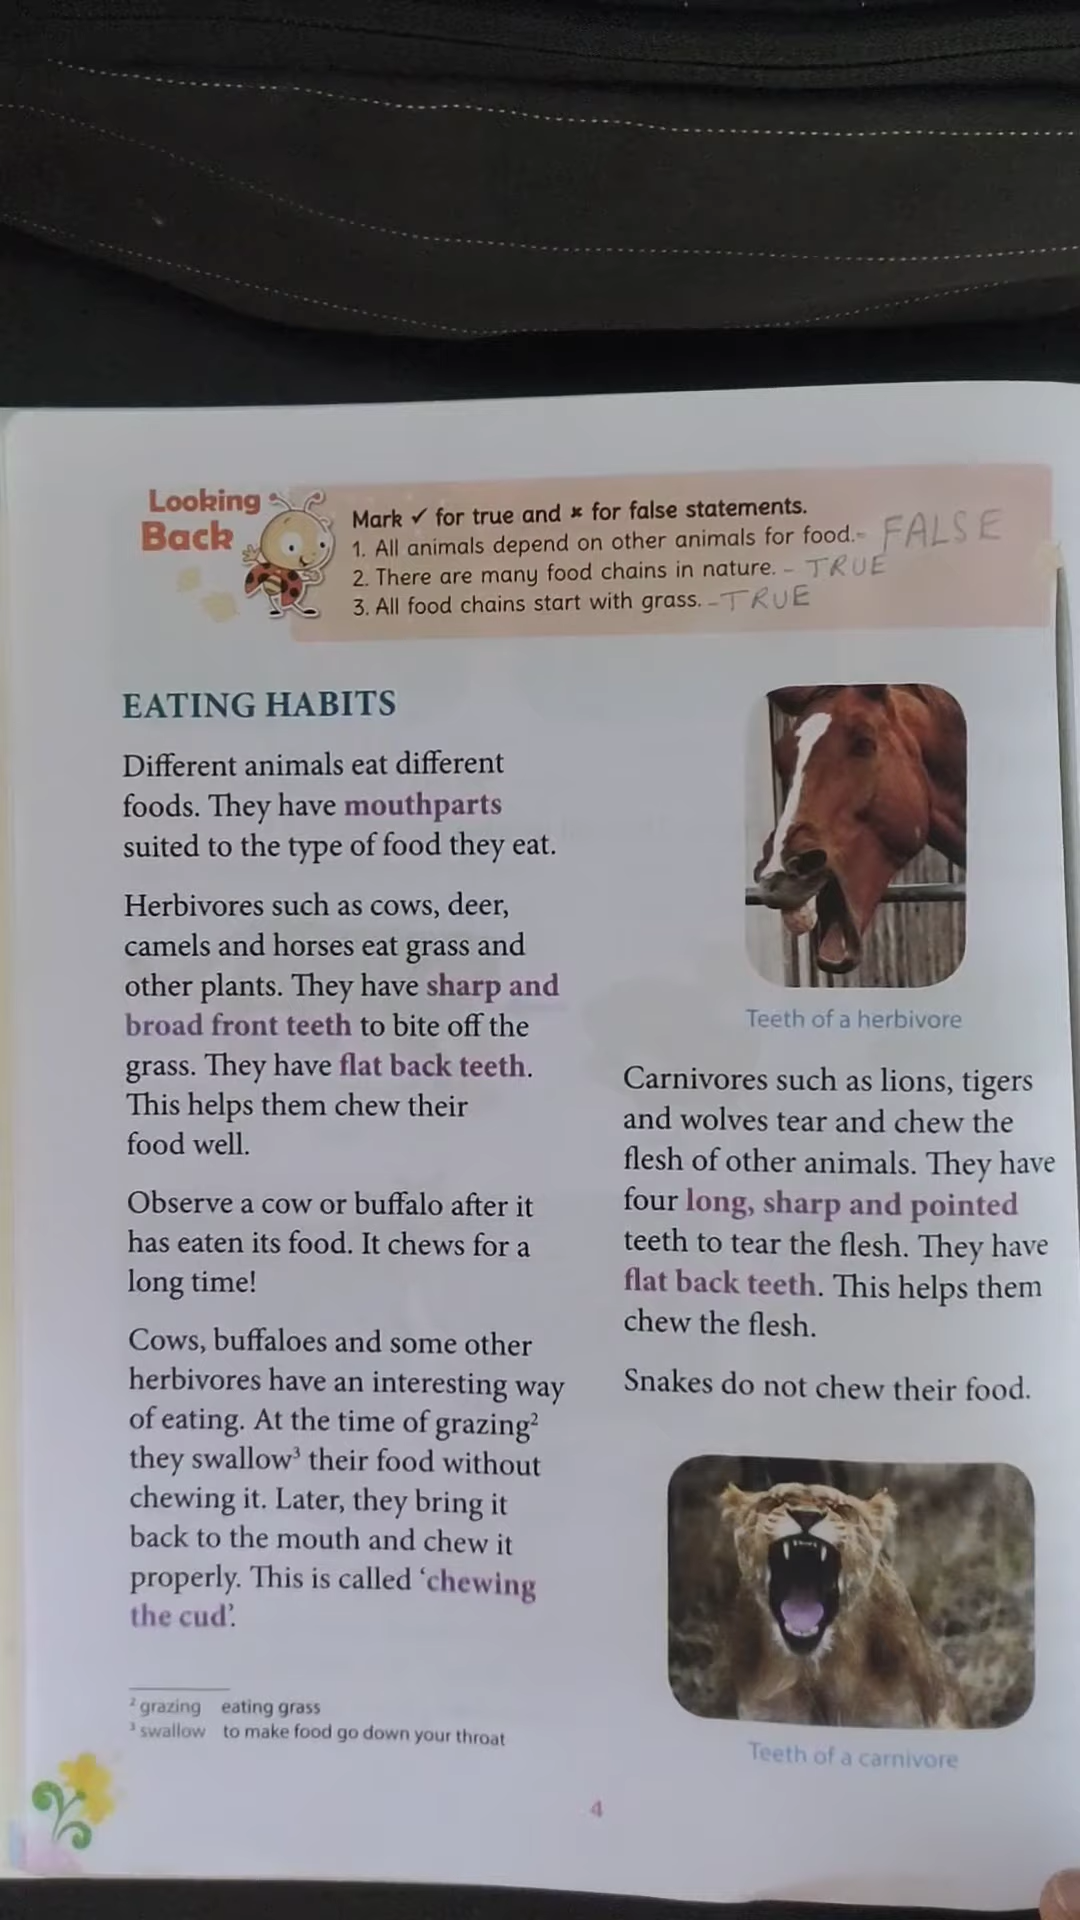 Looking
Back
Mark ✓ for true and ✖ for false statements.
1. All animals depend on other animals for food.- FALSE
2. There are many food chains in nature. - TRUE
3. All food chains start with grass. -TRUE
EATING HABITS
Different animals eat different
foods. They have mouthparts
suited to the type of food they eat.
Herbivores such as cows, deer,
camels and horses eat grass and
other plants. They have sharp and
broad front teeth to bite off the
grass. They have flat back teeth.
This helps them chew their
food well.
Observe a cow or buffalo after it
has eaten its food. It chews for a
long time!
Cows, buffaloes and some other
herbivores have an interesting way
of eating. At the time of grazing²
they swallow³ their food without
chewing it. Later, they bring it
back to the mouth and chew it
properly. This is called ‘chewing
the cud’.
² grazing eating grass
³ swallow to make food go down your throat
Teeth of a herbivore
Carnivores such as lions, tigers
and wolves tear and chew the
flesh of other animals. They have
four long, sharp and pointed
teeth to tear the flesh. They have
flat back teeth. This helps them
chew the flesh.
Snakes do not chew their food.
Teeth of a carnivore
4